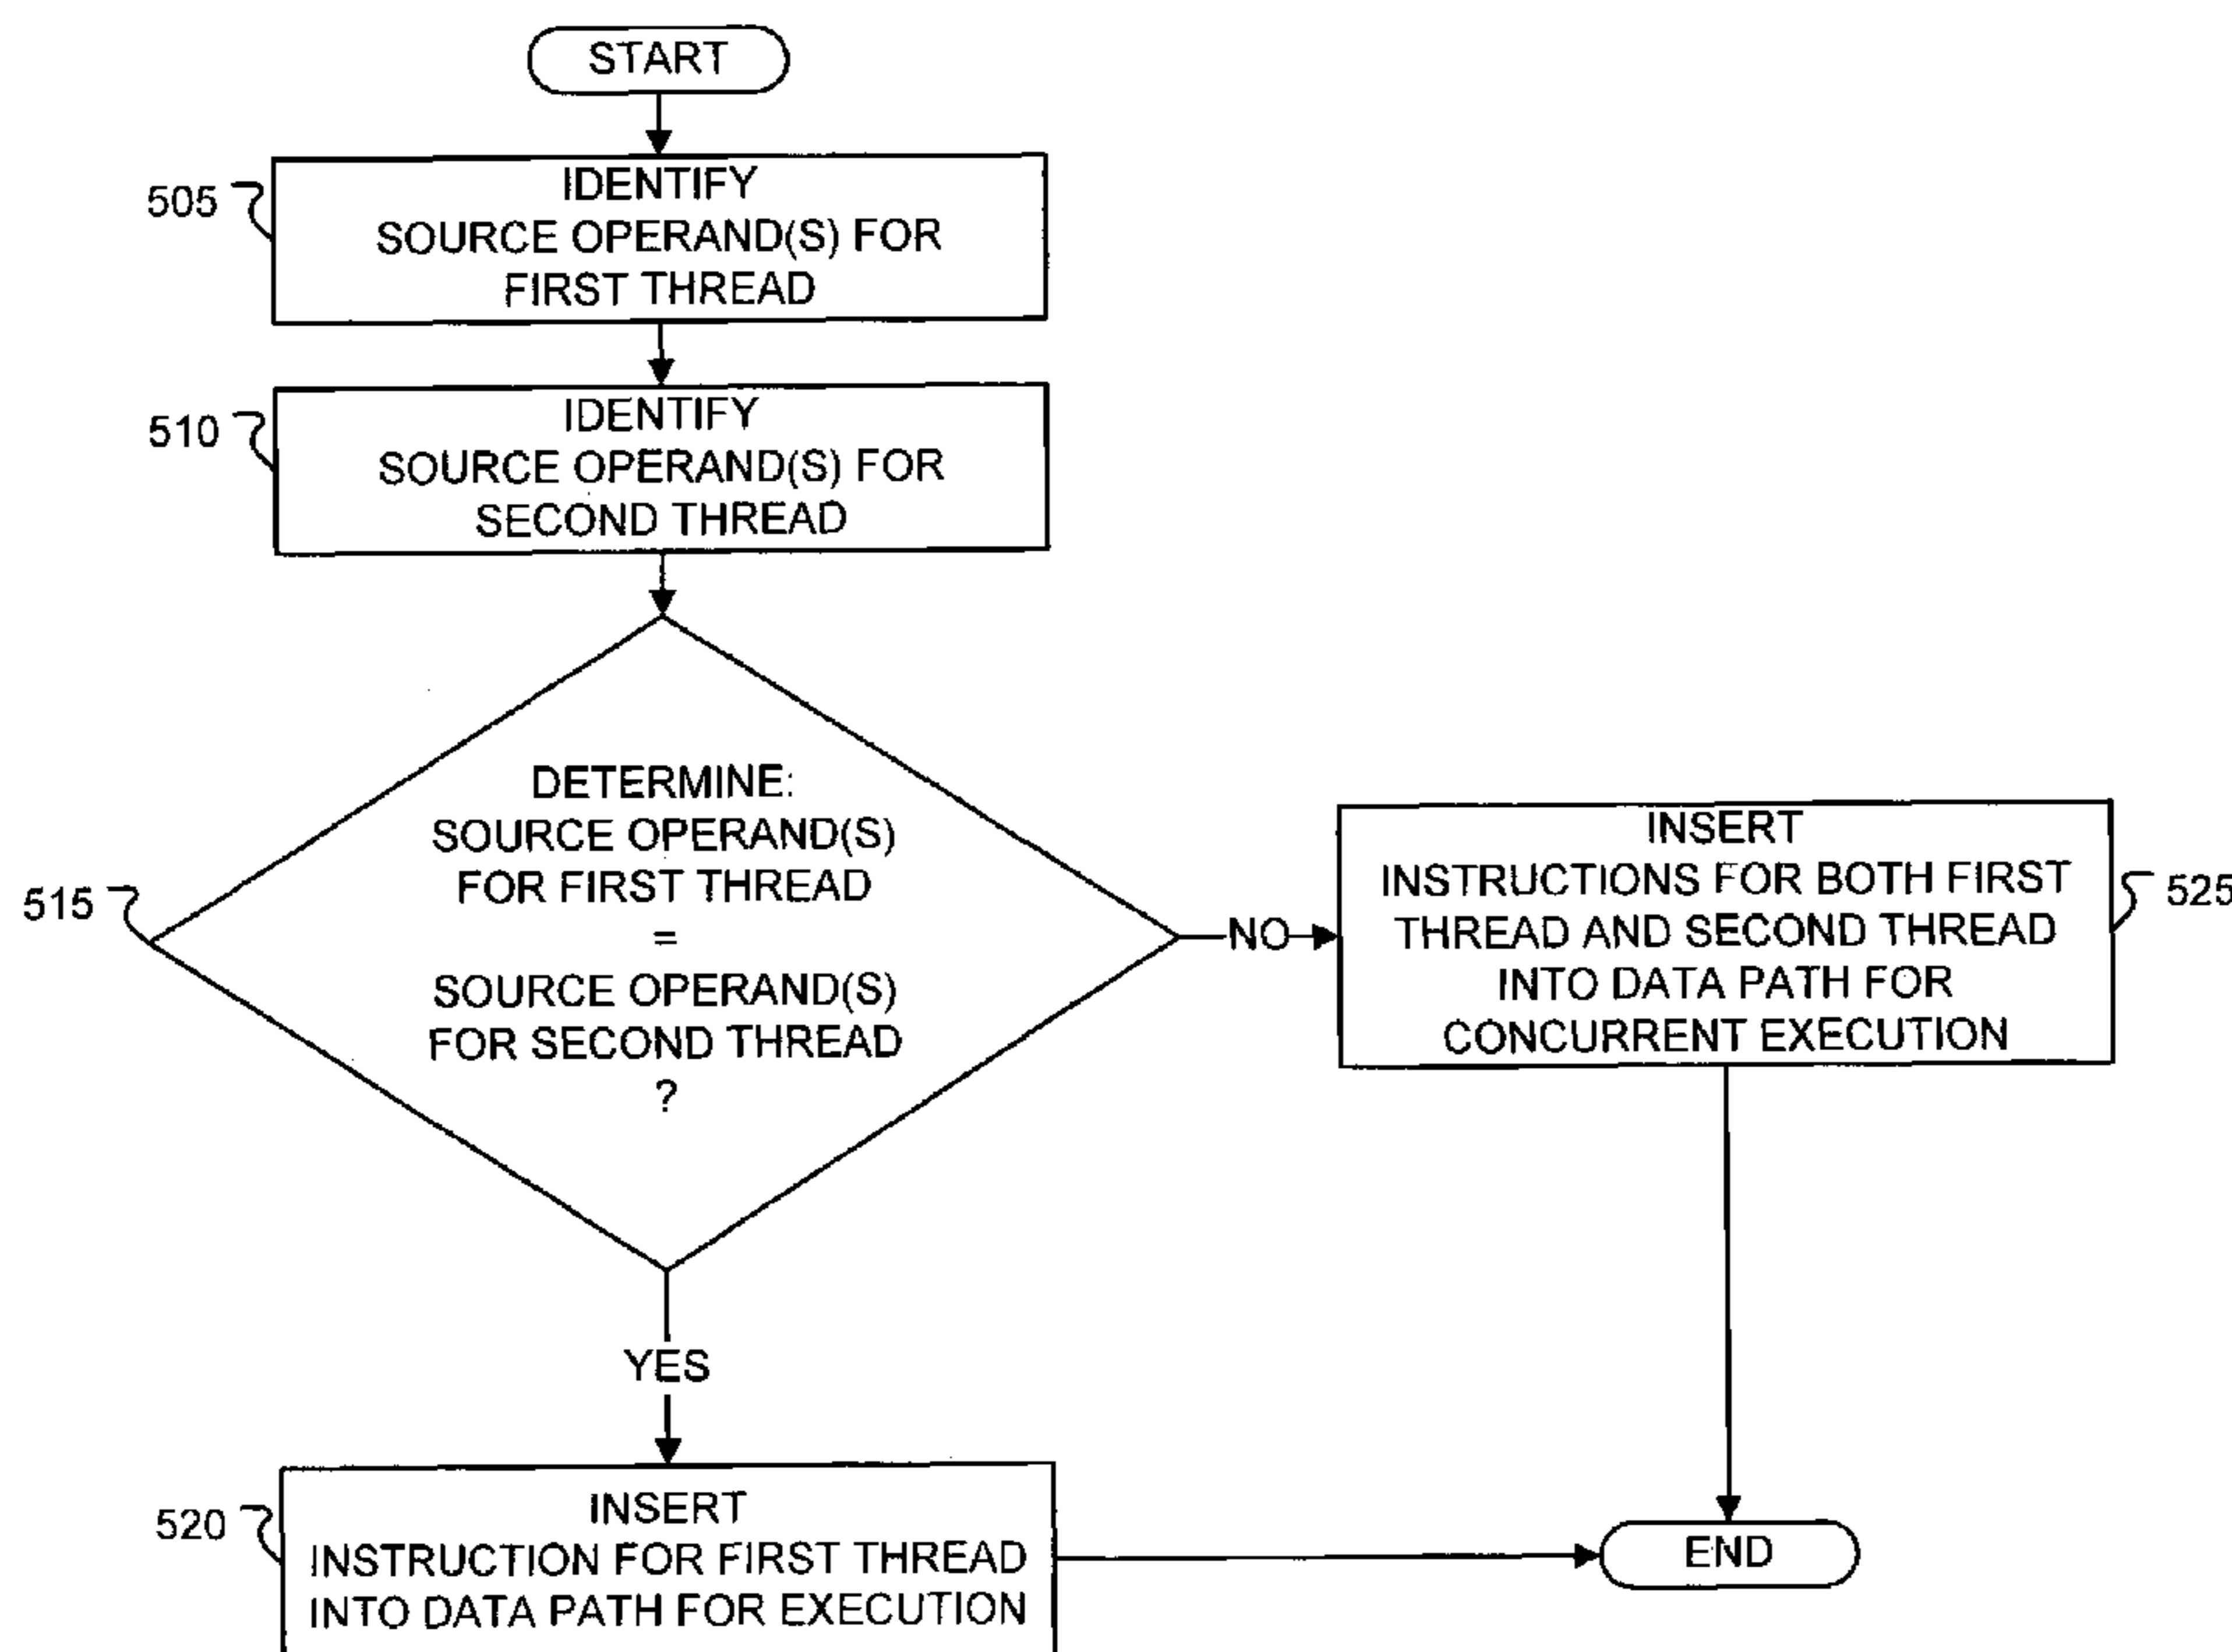 START
505
IDENTIFY
SOURCE OPERAND(S) FOR
FIRST THREAD
510
IDENTIFY
SOURCE OPERAND(S) FOR
SECOND THREAD
515
DETERMINE:
SOURCE OPERAND(S)
FOR FIRST THREAD
=
SOURCE OPERAND(S)
FOR SECOND THREAD
?
NO
INSERT
INSTRUCTIONS FOR BOTH FIRST
THREAD AND SECOND THREAD
INTO DATA PATH FOR
CONCURRENT EXECUTION
525
YES
520
INSERT
INSTRUCTION FOR FIRST THREAD
INTO DATA PATH FOR EXECUTION
END